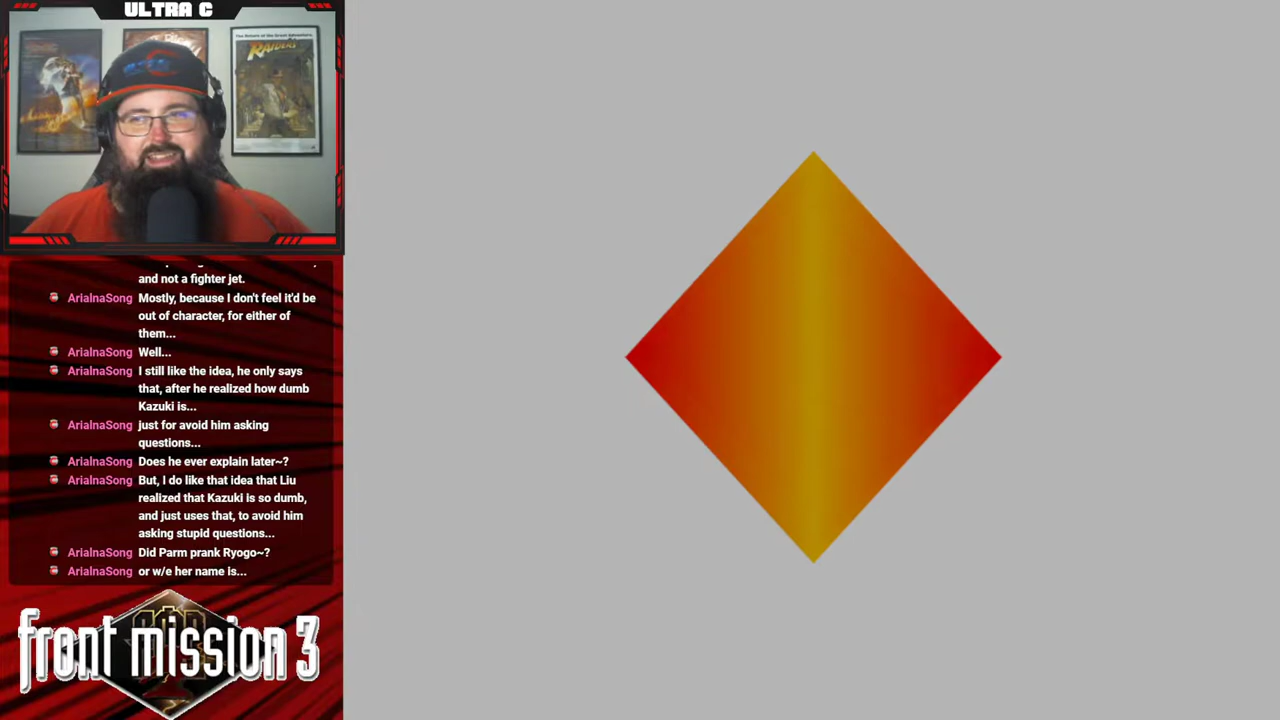 ULTRA C
RAIDERS
and not a fighter jet.
ArialnaSong Mostly, because I don't feel it'd be
out of character, for either of
them...
ArialnaSong Well...
ArialnaSong I still like the idea, he only says
that, after he realized how dumb
Kazuki is...
ArialnaSong just for avoid him asking
questions...
ArialnaSong Does he ever explain later~?
ArialnaSong But, I do like that idea that Liu
realized that Kazuki is so dumb,
and just uses that, to avoid him
asking stupid questions...
ArialnaSong Did Parm prank Ryogo~?
ArialnaSong or w/e her name is...
front mission 3